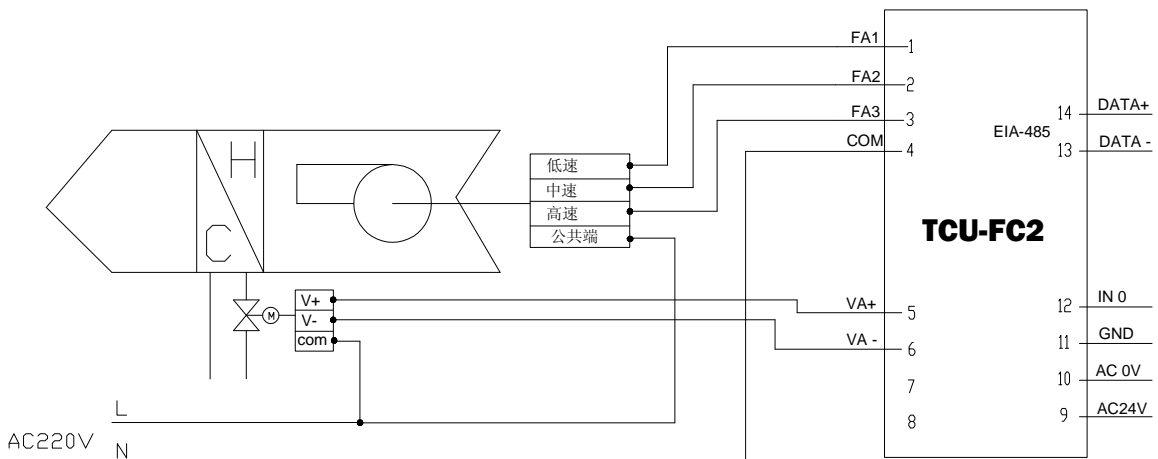 FA1
1
FA2
2
FA3
3
COM
4
EIA-485
14
DATA+
13
DATA -
TCU-FC2
H
C
低速
中速
高速
公共端
M
V+
V-
com
VA+
5
VA -
6
7
8
12
IN 0
11
GND
10
AC 0V
9
AC24V
L
AC220V
N